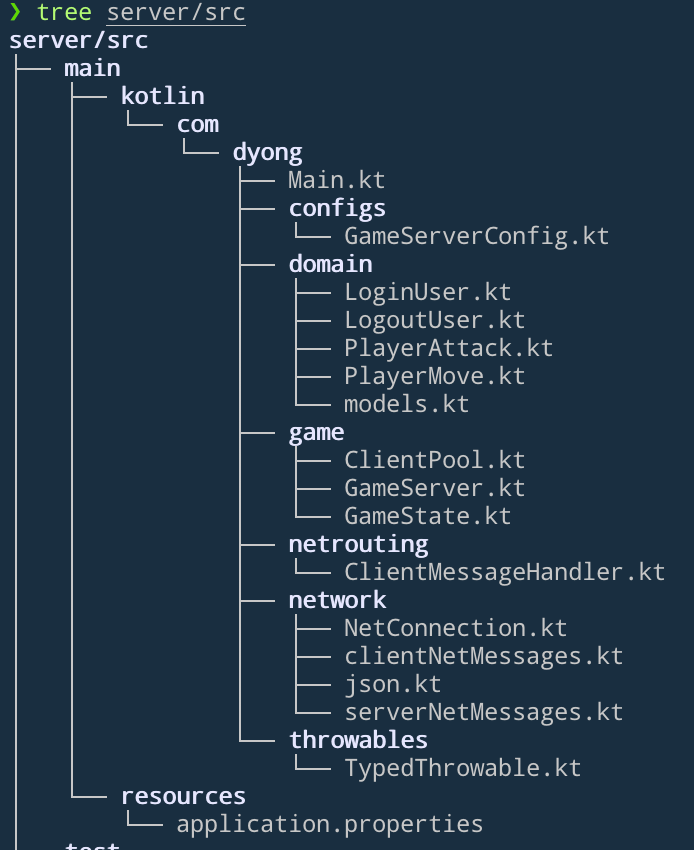 ❯ tree server/src
server/src
├── main
│   ├── kotlin
│   │   └── com
│   │       └── dyong
│   │           ├── Main.kt
│   │           ├── configs
│   │           │   └── GameServerConfig.kt
│   │           ├── domain
│   │           │   ├── LoginUser.kt
│   │           │   ├── LogoutUser.kt
│   │           │   ├── PlayerAttack.kt
│   │           │   ├── PlayerMove.kt
│   │           │   └── models.kt
│   │           ├── game
│   │           │   ├── ClientPool.kt
│   │           │   ├── GameServer.kt
│   │           │   └── GameState.kt
│   │           ├── netrouting
│   │           │   └── ClientMessageHandler.kt
│   │           ├── network
│   │           │   ├── NetConnection.kt
│   │           │   ├── clientNetMessages.kt
│   │           │   ├── json.kt
│   │           │   └── serverNetMessages.kt
│   │           └── throwables
│   │               └── TypedThrowable.kt
│   └── resources
│       └── application.properties